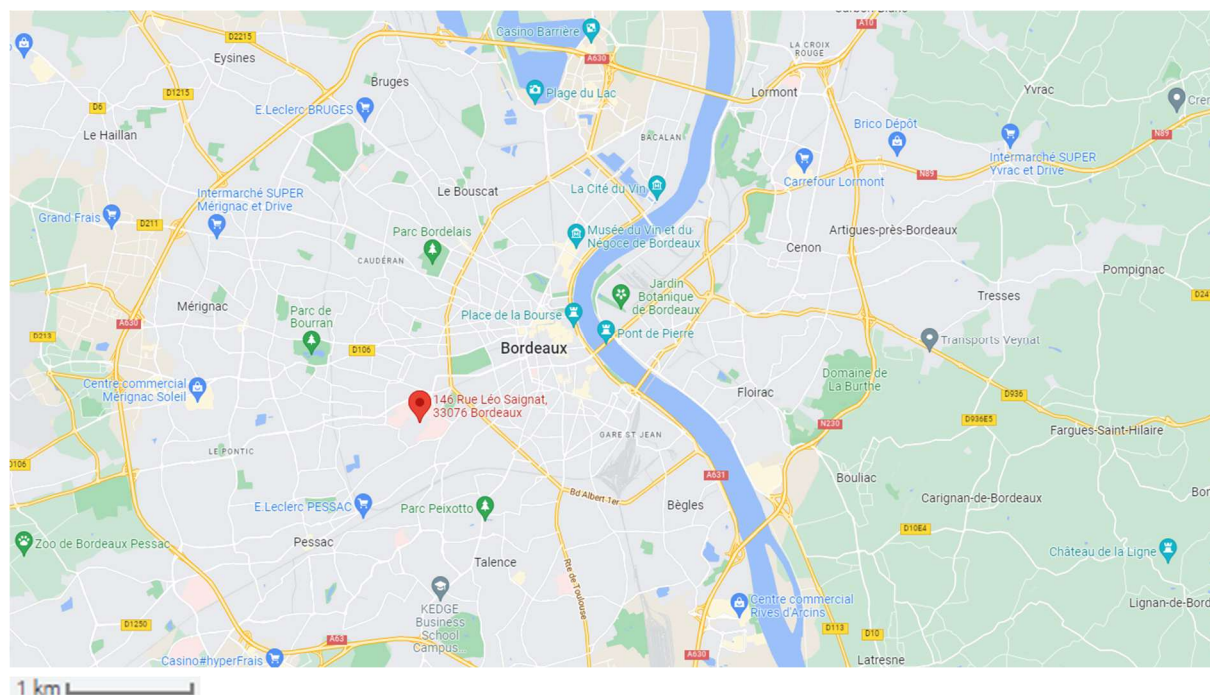 Casino Barrière
A10
D2215
Eysines
A630
LA CROIX
ROUGE
Bruges
D1215
Plage du Lac
Lormont
Yvrac
D6
E.Leclerc BRUGES
Brico Dépôt
Le Haillan
BACALAN
N89
Intermarché SUPER
Yvrac et Drive
Carrefour Lormont
N89
Le Bouscat
La Cité du Vin
Intermarché SUPER
Mérignac et Drive
Grand Frais
D211
Parc Bordelais
Musée du Vin et du
Négoce de Bordeaux
Artigues-près-Bordeaux
Cenon
CAUDÉRAN
Pompignac
Jardin
Botanique
de Bordeaux
Tresses
D24
Mérignac
Parc de
Bourran
Place de la Bourse
A630
D213
Pont de Pierre
Transports Veynat
D106
Bordeaux
Domaine de
La Burthe
Centre commercial
Mérignac Soleil
Floirac
D936
146 Rue Léo Saignat,
33076 Bordeaux
D936E5
N230
Fargues-Saint-Hilaire
GARE ST JEAN
LE PONTIC
D106
A631
Bouliac
Bd Albert 1er
Carignan-de-Bordeaux
E.Leclerc PESSAC
Parc Peixotto
Bègles
D10E4
Zoo de Bordeaux Pessac
Pessac
Château de la Ligne
Talence
Rte de Toulouse
KEDGE
Business
School
Campus...
Centre commercial
Rives d'Arcins
Lignan-de-Bord
D1250
D113
D10
A63
A630
Casino#hyperFrais
Latresne
1 km